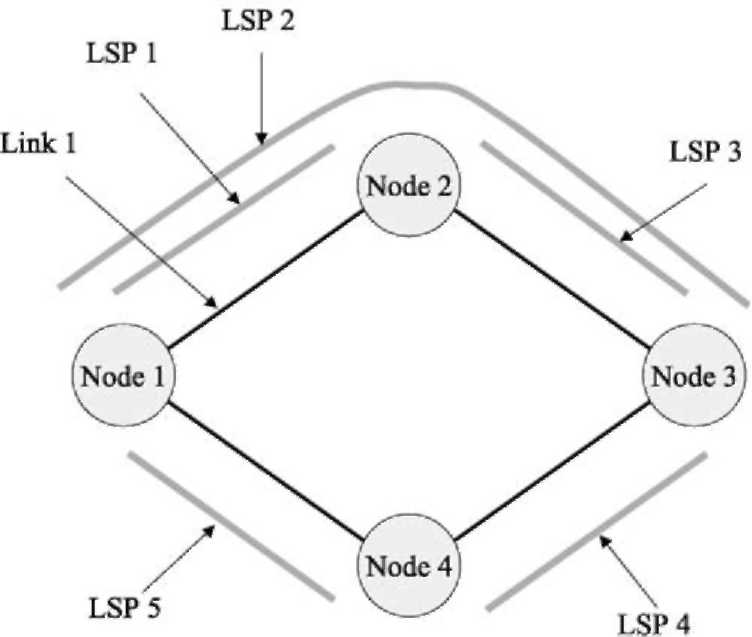 LSP 2
LSP 1
Link 1
LSP 3
Node 2
Node 1
Node 3
Node 4
LSP 5
LSP 4